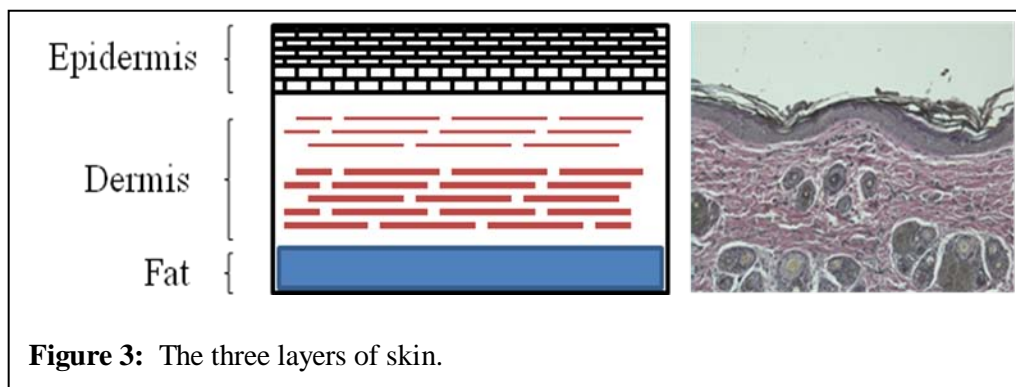 Epidermis
Dermis
Fat
Figure 3: The three layers of skin.